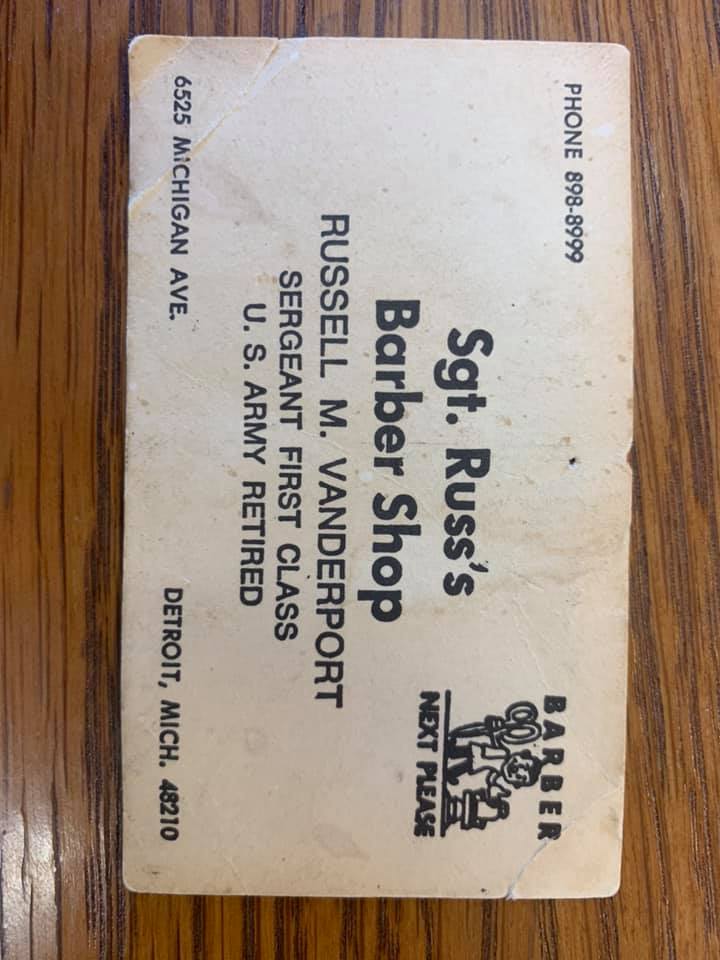 PHONE 898-8999
BARBER
NEXT PLEASE
Sgt. Russ's
Barber Shop
RUSSELL M. VANDERPORT
SERGEANT FIRST CLASS
U. S. ARMY RETIRED
6525 MICHIGAN AVE.
DETROIT, MICH. 48210